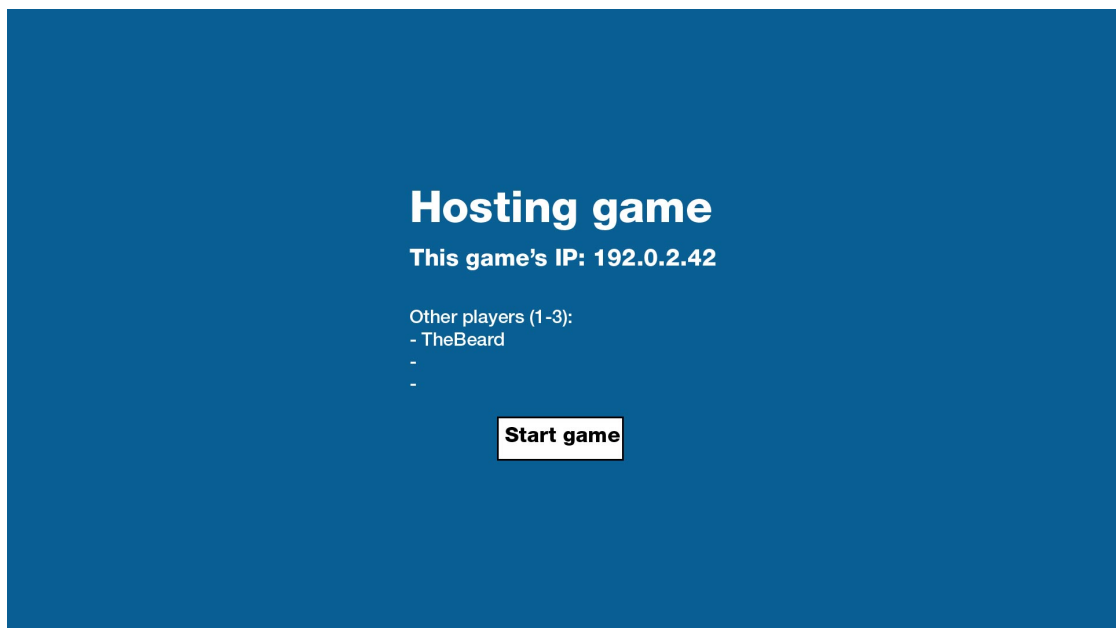 Hosting game
This game’s IP: 192.0.2.42
Other players (1-3):
- TheBeard
-
-
Start game